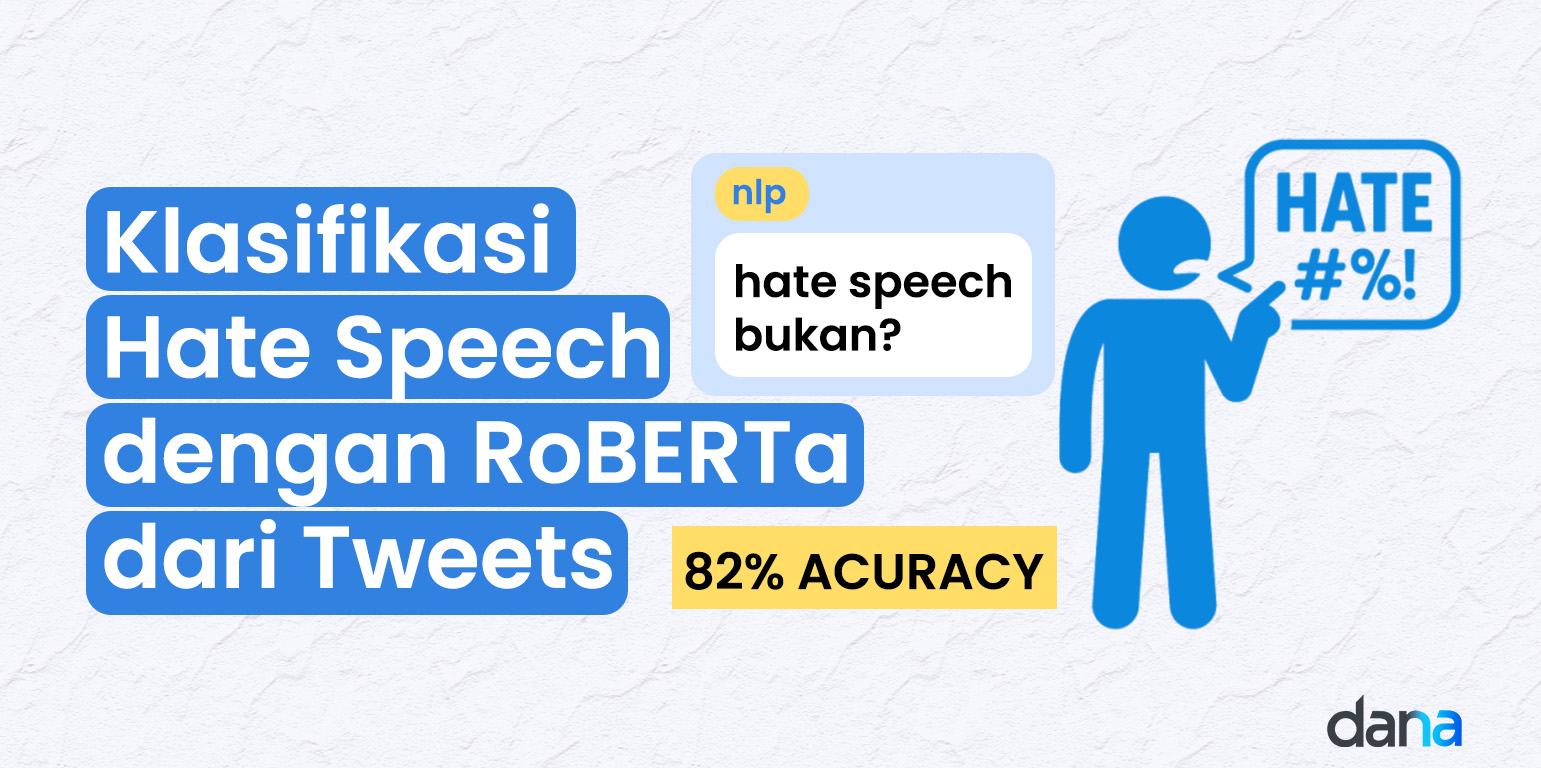 Klasifikasi
Hate Speech
dengan RoBERTa
dari Tweets
nlp
hate speech
bukan?
82% ACURACY
HATE
#%!
dana